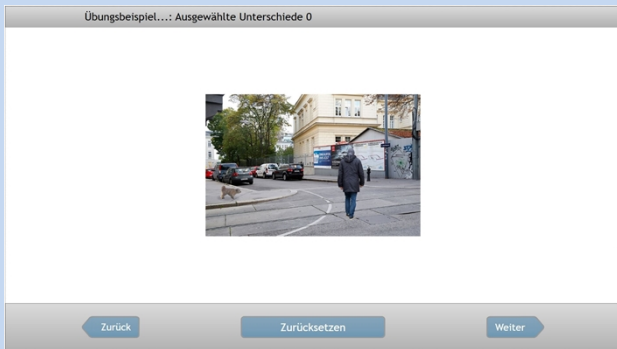 Übungsbeispiel...: Ausgewählte Unterschiede 0
Zurück
Zurücksetzen
Weiter